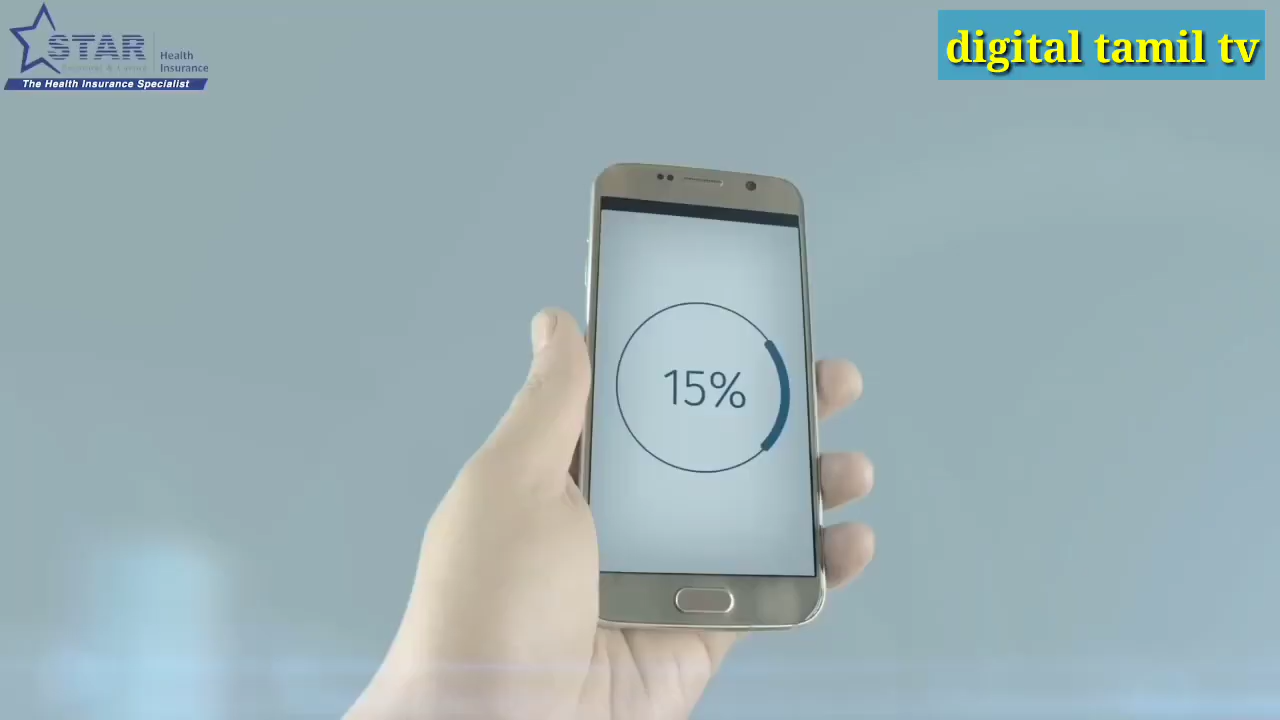 STAR
Health
Insurance
The Health Insurance Specialist
digital tamil tv
15%